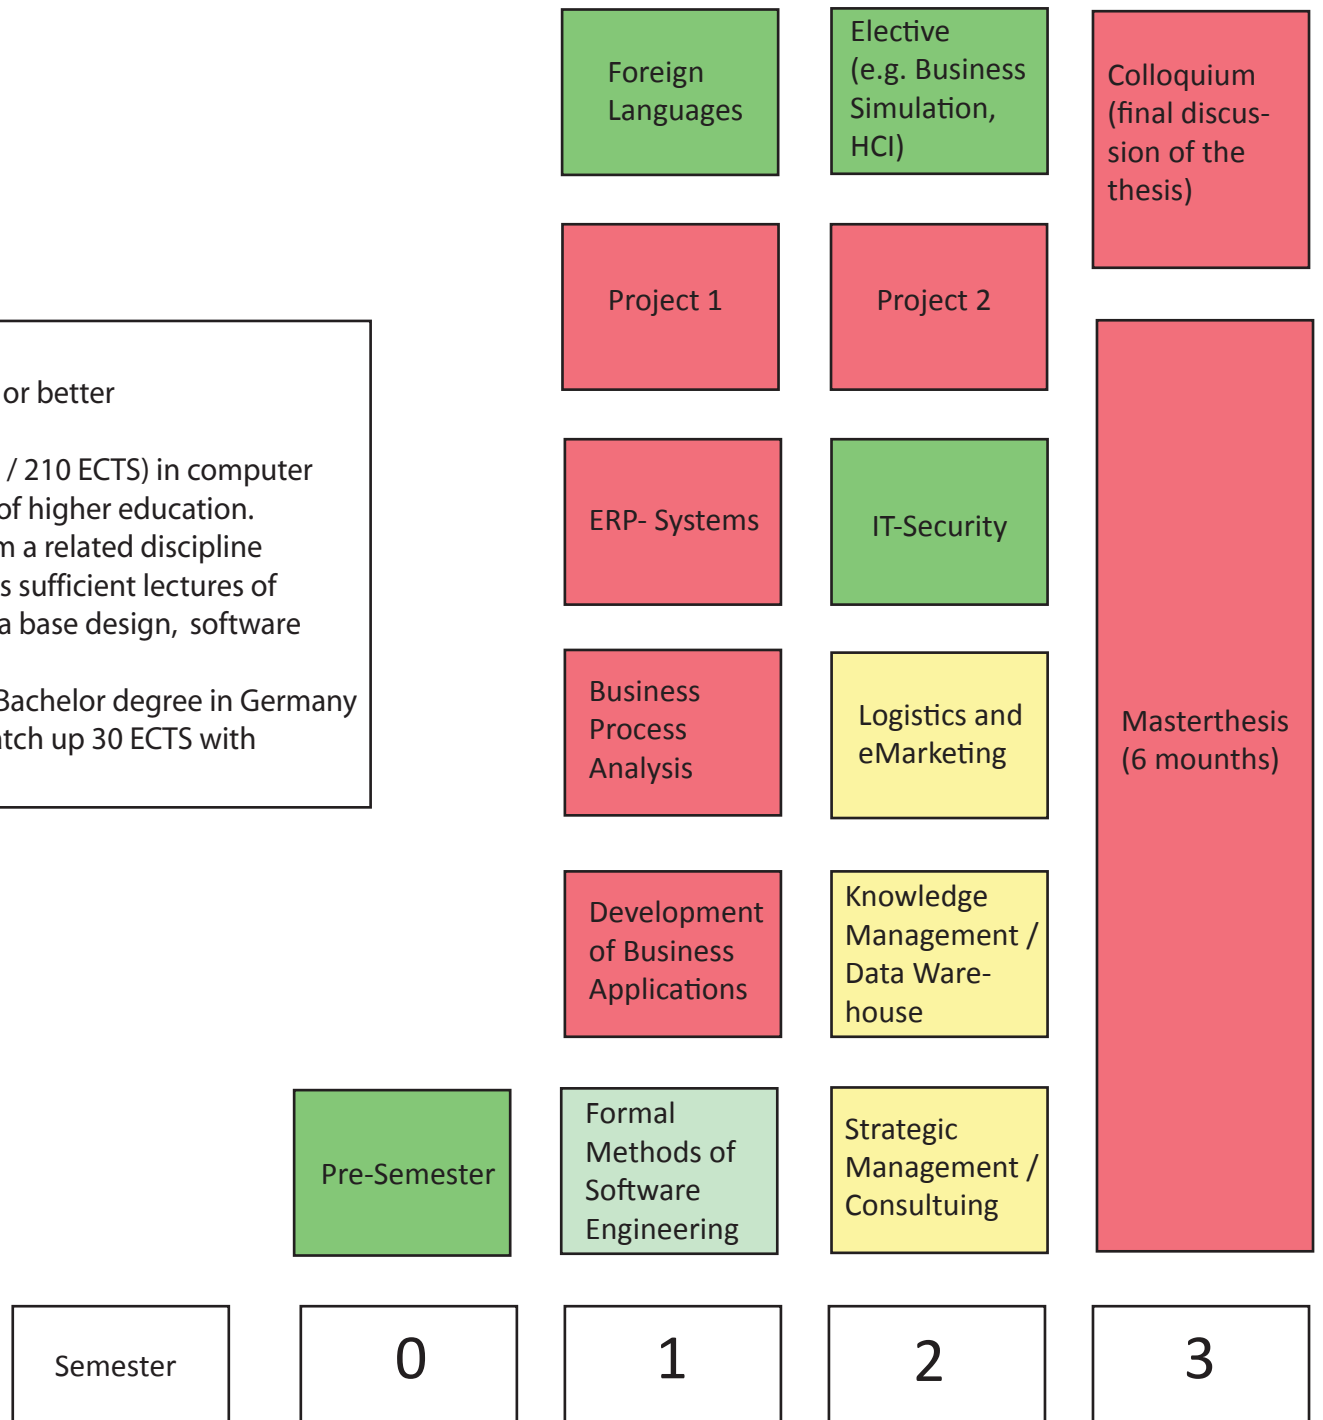 Foreign
Languages
Elective
(e.g. Business
Simulation,
HCI)
Colloquium
(final discus-
sion of the
thesis)
Project 1
Project 2
or better
/ 210 ECTS) in computer
of higher education.
m a related discipline
s sufficient lectures of
a base design, software
Bachelor degree in Germany
atch up 30 ECTS with
ERP- Systems
IT-Security
Business
Process
Analysis
Logistics and
eMarketing
Masterthesis
(6 mounths)
Development
of Business
Applications
Knowledge
Management /
Data Ware-
house
Pre-Semester
Formal
Methods of
Software
Engineering
Strategic
Management /
Consultuing
Semester
0
1
2
3